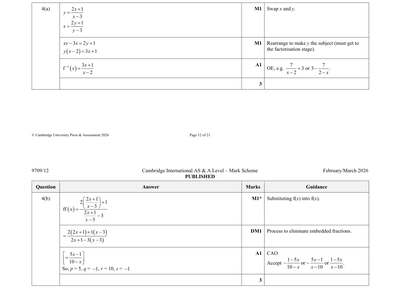 4(a)
y = (2x + 1)/(x − 3)
x = (2y + 1)/(y − 3)
M1
Swap x and y.
xy − 3x = 2y + 1
y(x − 2) = 3x + 1
M1
Rearrange to make y the subject (must get to
the factorisation stage).
f⁻¹(x) = (3x + 1)/(x − 2)
A1
OE, e.g. 7/(x − 2) + 3 or 3 − 7/(2 − x).
3
© Cambridge University Press & Assessment 2026
Page 12 of 21
9709/12
Cambridge International AS & A Level – Mark Scheme
PUBLISHED
February/March 2026
Question
Answer
Marks
Guidance
4(b)
ff(x) = (2((2x + 1)/(x − 3)) + 1)/((2x + 1)/(x − 3) − 3)
M1*
Substituting f(x) into f(x).
= (2(2x + 1) + 1(x − 3))/(2x + 1 − 3(x − 3))
DM1
Process to eliminate embedded fractions.
[= (5x − 1)/(10 − x)]
So, p = 5, q = −1, r = 10, s = −1
A1
CAO
Accept − (1 − 5x)/(10 − x) or − (5x − 1)/(x − 10) or (1 − 5x)/(x − 10).
3